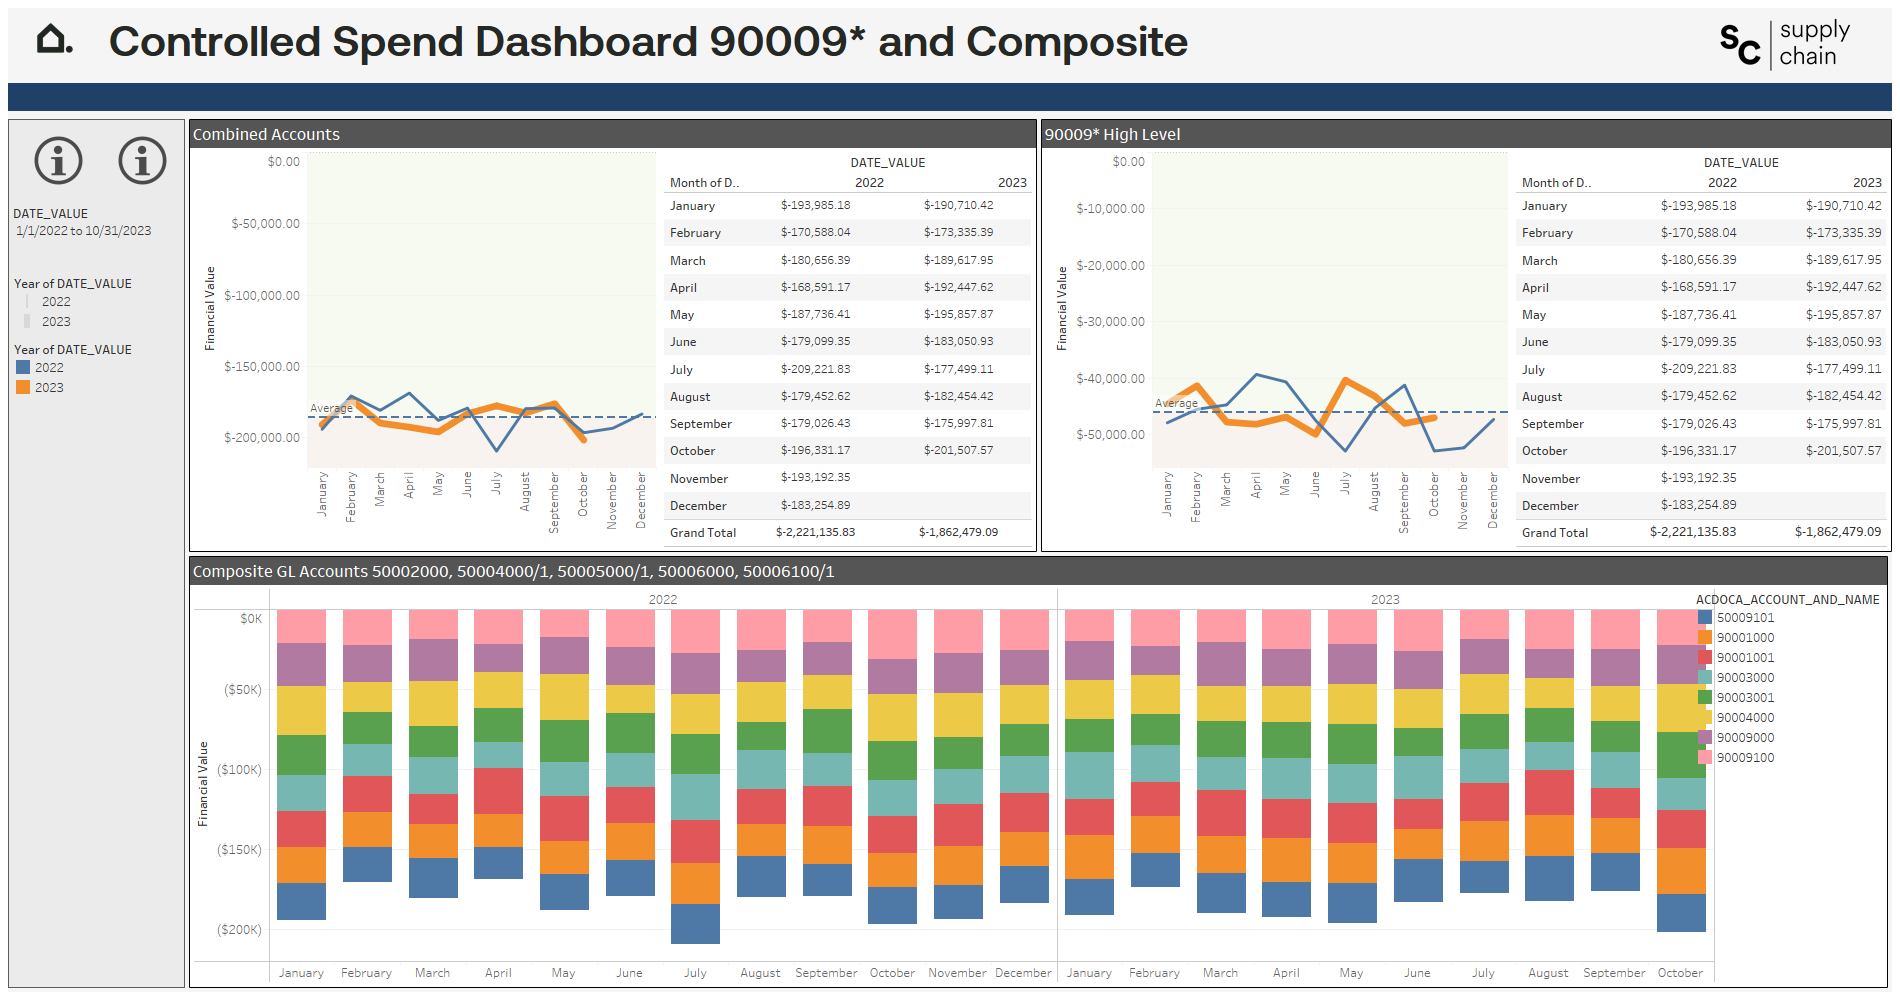 Controlled Spend Dashboard 90009* and Composite
SC supply
chain
DATE_VALUE
1/1/2022 to 10/31/2023
Year of DATE_VALUE
2022
2023
Year of DATE_VALUE
2022
2023
Combined Accounts
$0.00
$-50,000.00
$-100,000.00
$-150,000.00
$-200,000.00
Financial Value
Average
January February March April May June July August September October November December
DATE_VALUE
Month of D.. 2022 2023
January $-193,985.18 $-190,710.42
February $-170,588.04 $-173,335.39
March $-180,656.39 $-189,617.95
April $-168,591.17 $-192,447.62
May $-187,736.41 $-195,857.87
June $-179,099.35 $-183,050.93
July $-209,221.83 $-177,499.11
August $-179,452.62 $-182,454.42
September $-179,026.43 $-175,997.81
October $-196,331.17 $-201,507.57
November $-193,192.35
December $-183,254.89
Grand Total $-2,221,135.83 $-1,862,479.09
90009* High Level
$0.00
$-10,000.00
$-20,000.00
$-30,000.00
$-40,000.00
$-50,000.00
Financial Value
Average
January February March April May June July August September October November December
DATE_VALUE
Month of D.. 2022 2023
January $-193,985.18 $-190,710.42
February $-170,588.04 $-173,335.39
March $-180,656.39 $-189,617.95
April $-168,591.17 $-192,447.62
May $-187,736.41 $-195,857.87
June $-179,099.35 $-183,050.93
July $-209,221.83 $-177,499.11
August $-179,452.62 $-182,454.42
September $-179,026.43 $-175,997.81
October $-196,331.17 $-201,507.57
November $-193,192.35
December $-183,254.89
Grand Total $-2,221,135.83 $-1,862,479.09
Composite GL Accounts 50002000, 50004000/1, 50005000/1, 50006000, 50006100/1
2022 2023
$0K
($50K)
($100K)
($150K)
($200K)
Financial Value
January February March April May June July August September October November December January February March April May June July August September October
ACDOCA_ACCOUNT_AND_NAME
50009101
90001000
90001001
90003000
90003001
90004000
90009000
90009100